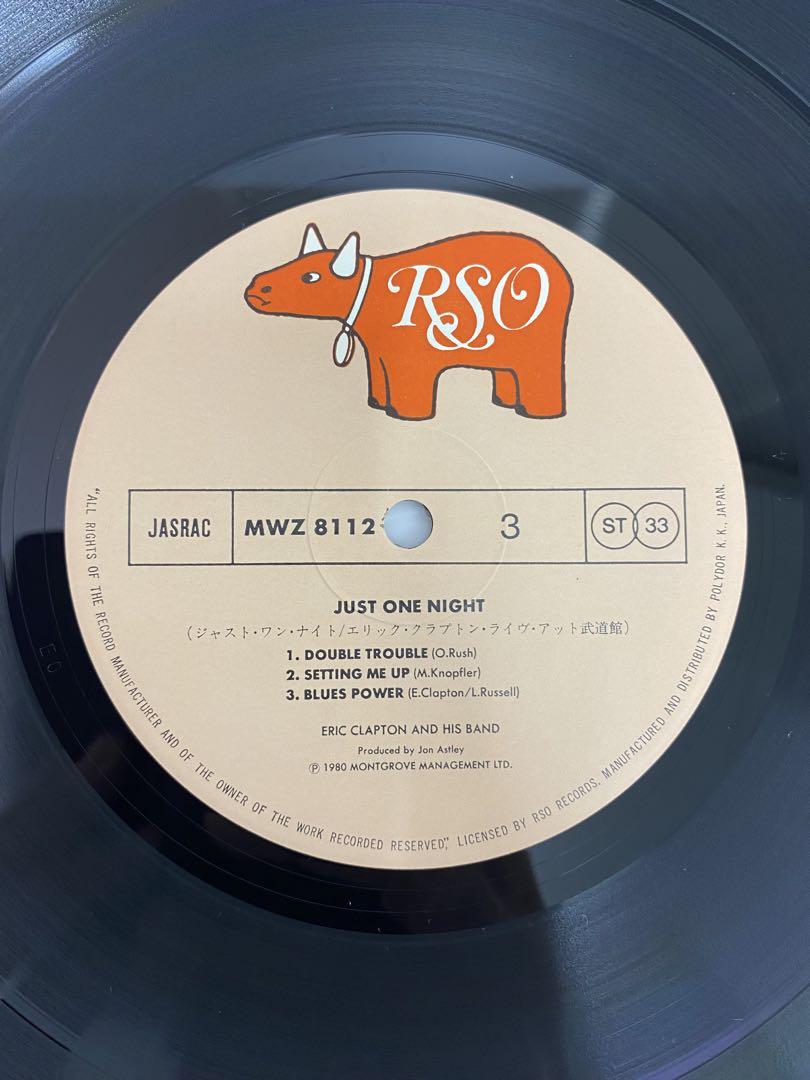 RSO
JASRAC
MWZ 8112
3
ST 33
JUST ONE NIGHT
(ジャスト・ワン・ナイト/エリック・クラプトン・ライヴ・アット武道館)
1. DOUBLE TROUBLE (O.Rush)
2. SETTING ME UP (M.Knopfler)
3. BLUES POWER (E.Clapton/L.Russell)
ERIC CLAPTON AND HIS BAND
Produced by Jon Astley
℗ 1980 MONTGROVE MANAGEMENT LTD.
"ALL RIGHTS OF THE RECORD MANUFACTURER AND OF THE OWNER OF THE WORK RECORDED RESERVED," LICENSED BY RSO RECORDS. MANUFACTURED AND DISTRIBUTED BY POLYDOR K.K., JAPAN.